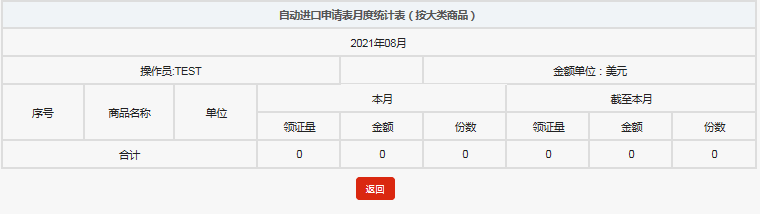 自动进口申请表月度统计表（按大类商品）
2021年08月
操作员:TEST 金额单位：美元
序号 商品名称 单位 本月 截至本月
领证量 金额 份数 领证量 金额 份数
合计 0 0 0 0 0 0
返回